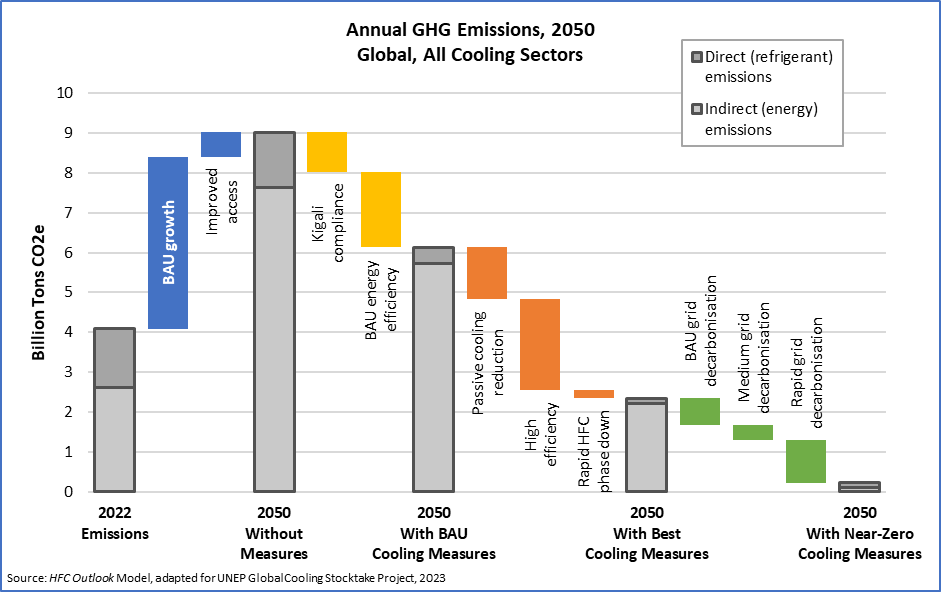 Annual GHG Emissions, 2050
Global, All Cooling Sectors
Direct (refrigerant)
emissions
Indirect (energy)
emissions
Billion Tons CO2e
10
9
8
7
6
5
4
3
2
1
0
BAU growth
Improved
access
Kigali
compliance
BAU energy
efficiency
Passive cooling
reduction
High
efficiency
Rapid HFC
phase down
BAU grid
decarbonisation
Medium grid
decarbonisation
Rapid grid
decarbonisation
2022
Emissions
2050
Without
Measures
2050
With BAU
Cooling Measures
2050
With Best
Cooling Measures
2050
With Near-Zero
Cooling Measures
Source: HFC Outlook Model, adapted for UNEP Global Cooling Stocktake Project, 2023